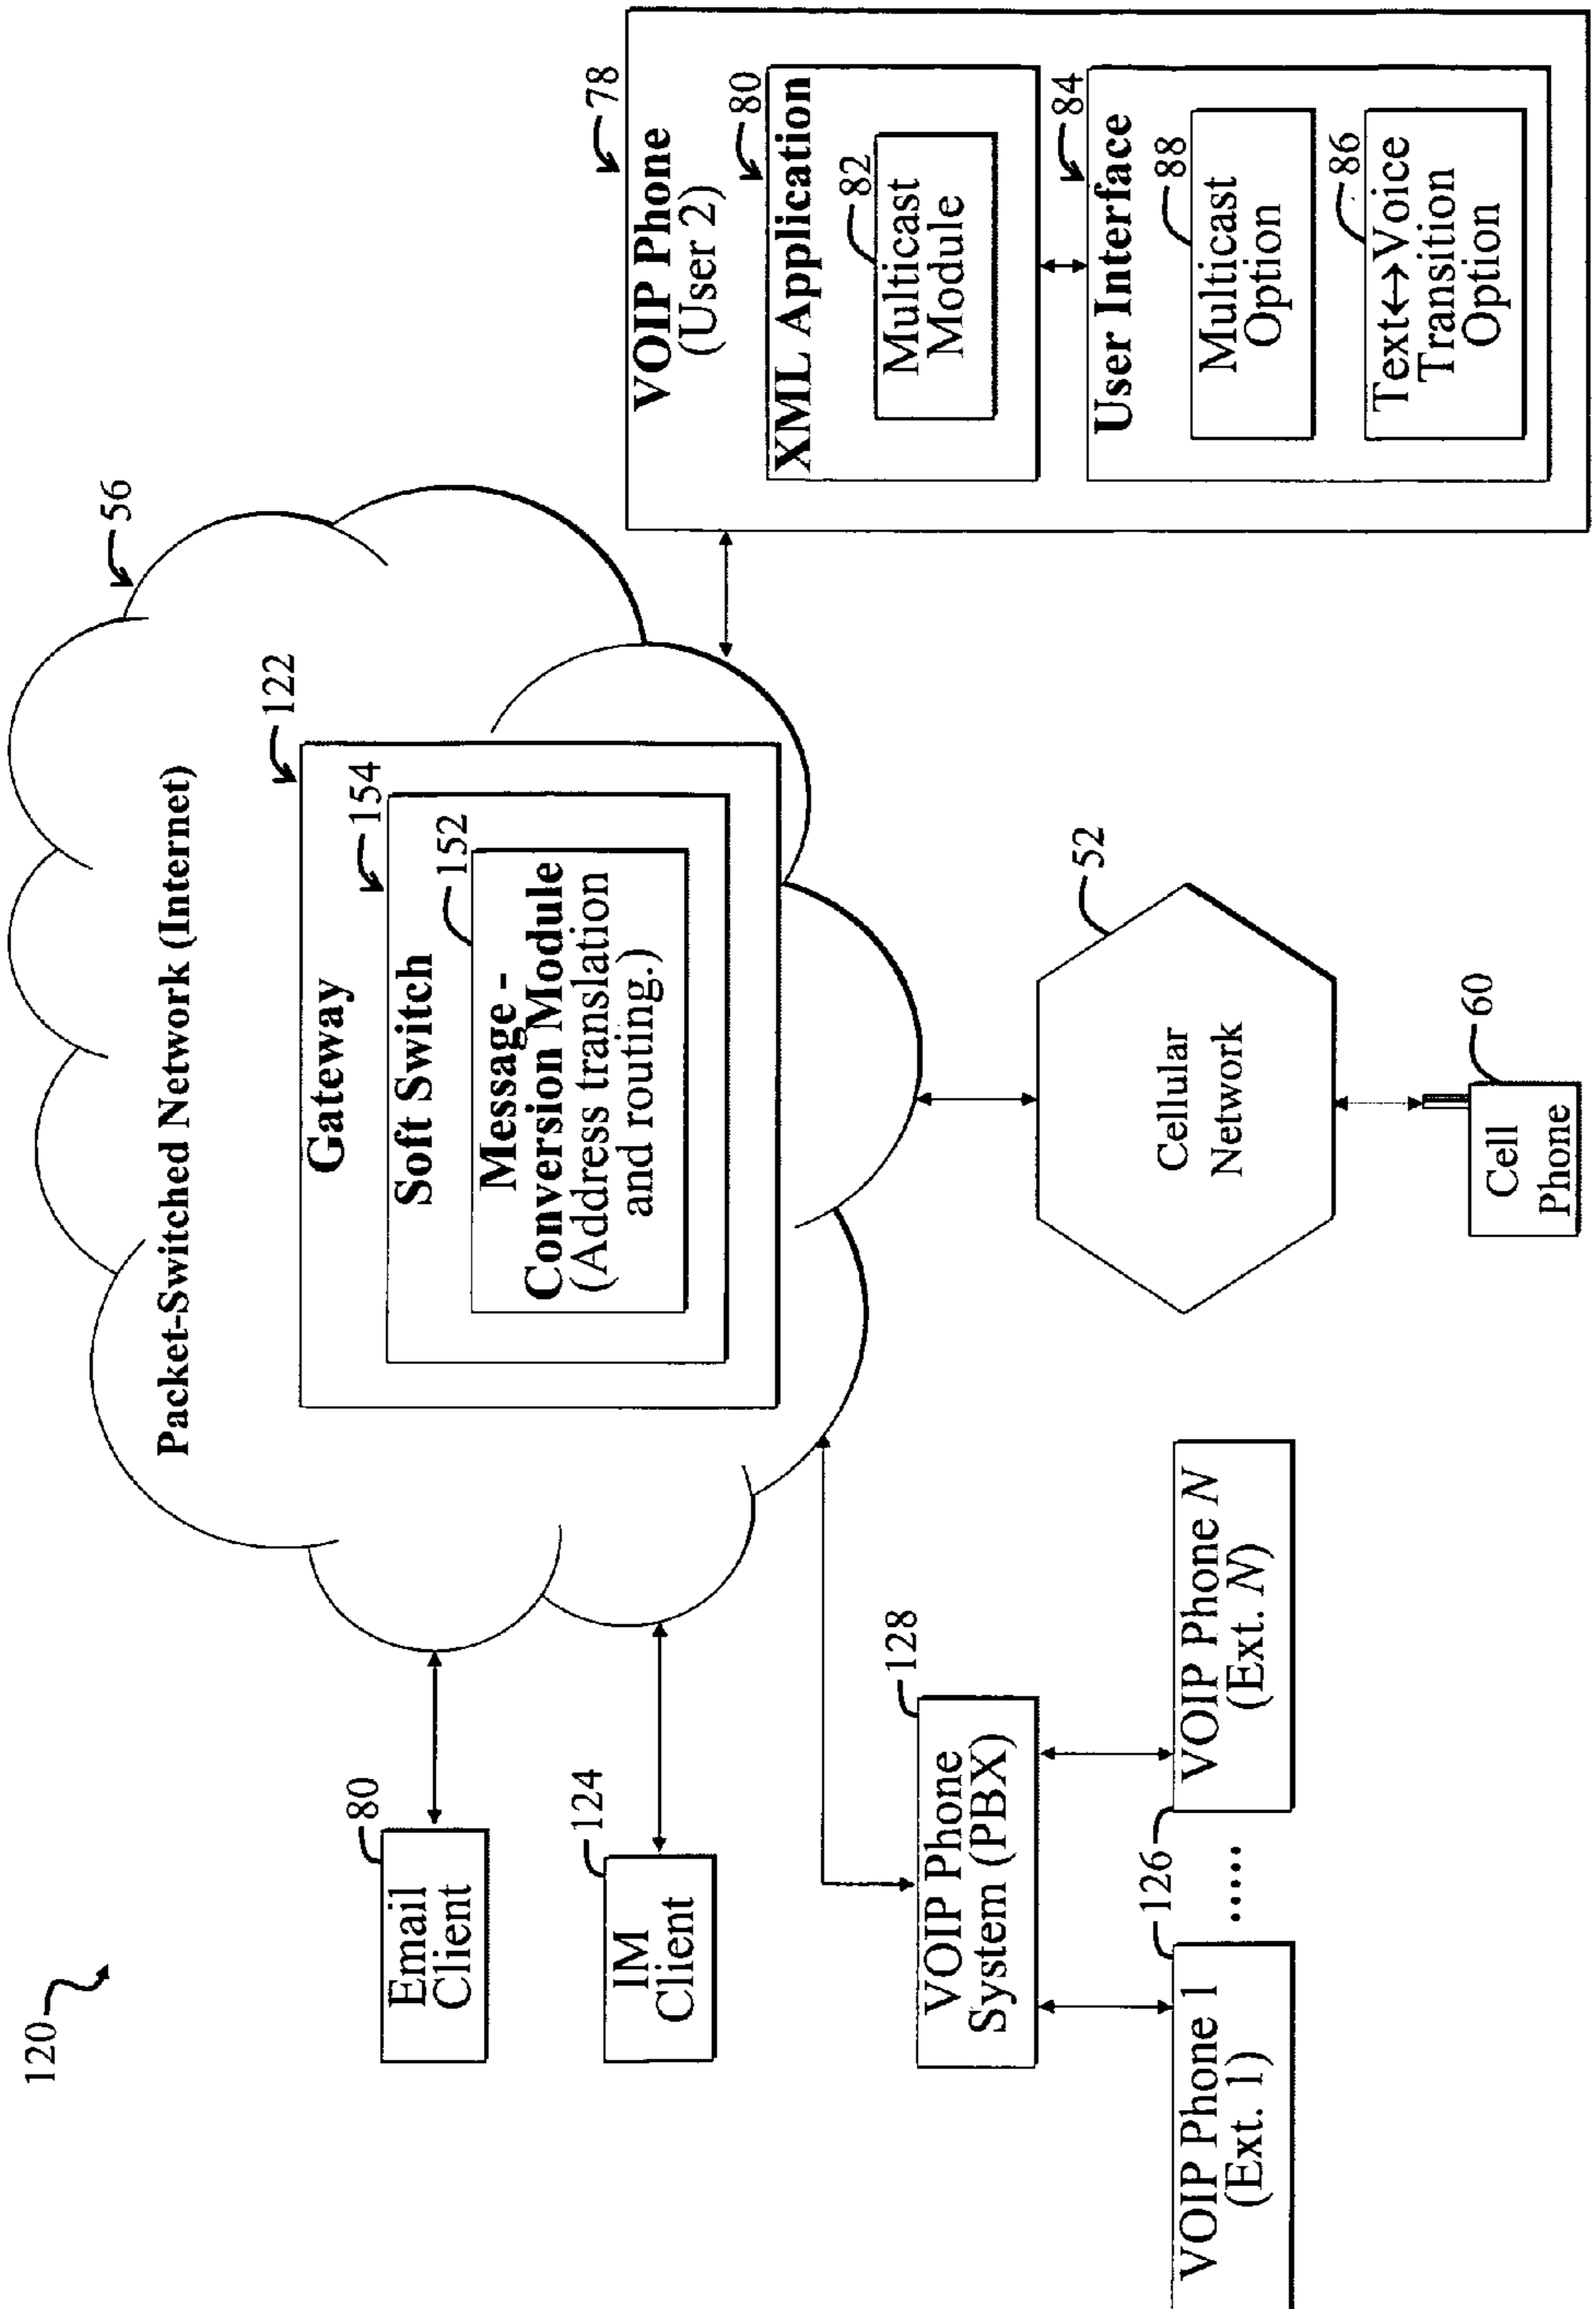 120
56
Packet-Switched Network (Internet)
122
Gateway
154
Soft Switch
152
Message -
Conversion Module
(Address translation
and routing.)
80
Email
Client
124
IM
Client
128
VOIP Phone
System (PBX)
126
VOIP Phone 1
(Ext. 1)
.....
VOIP Phone N
(Ext. N)
52
Cellular
Network
60
Cell
Phone
78
VOIP Phone
(User 2)
80
XML Application
82
Multicast
Module
84
User Interface
88
Multicast
Option
86
Text↔Voice
Transition
Option